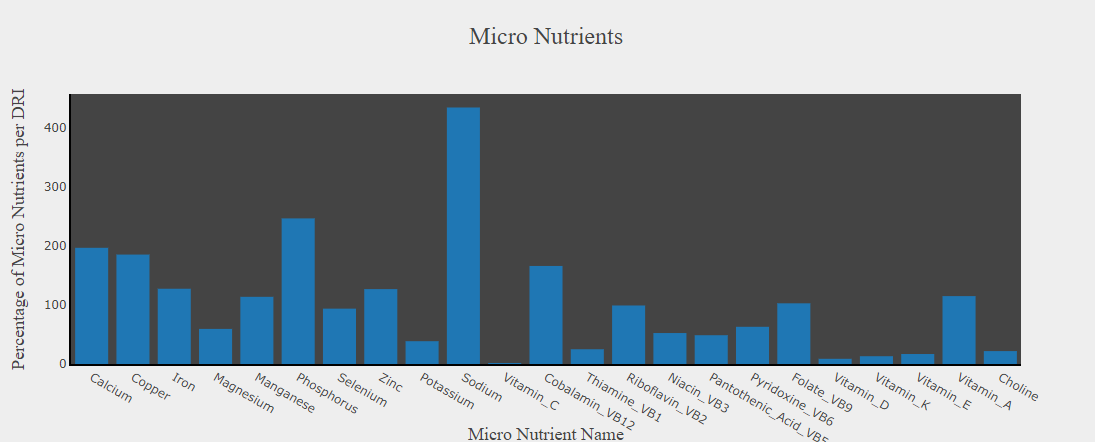 Micro Nutrients
Percentage of Micro Nutrients per DRI
400
300
200
100
0
Calcium
Copper
Iron
Magnesium
Manganese
Phosphorus
Selenium
Zinc
Potassium
Sodium
Vitamin_C
Cobalamin_VB12
Thiamine_VB1
Riboflavin_VB2
Niacin_VB3
Pantothenic_Acid_VB5
Pyridoxine_VB6
Folate_VB9
Vitamin_D
Vitamin_K
Vitamin_E
Vitamin_A
Choline
Micro Nutrient Name